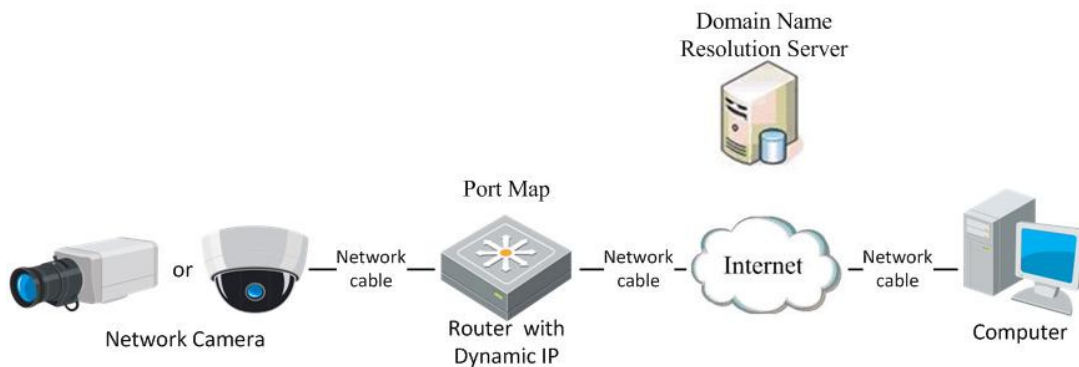 Domain Name
Resolution Server
Port Map
or
Network
cable
Network
cable
Internet
Network
cable
Network Camera
Router with
Dynamic IP
Computer